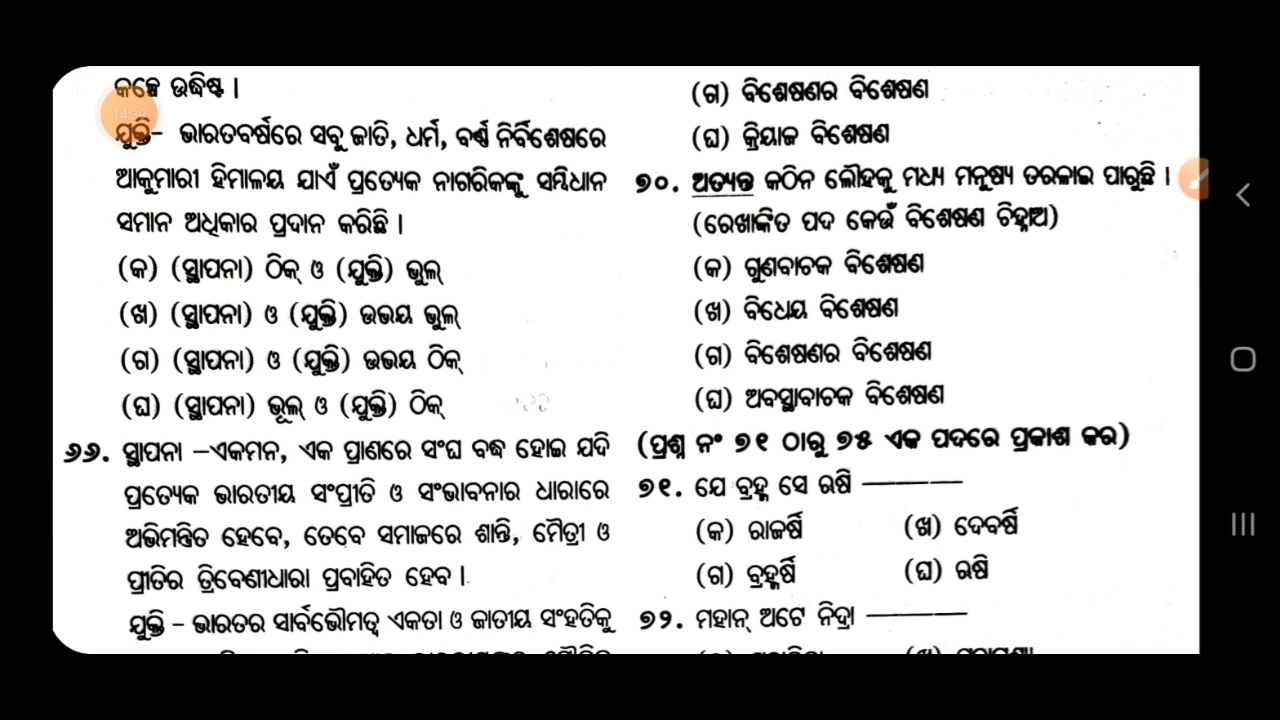 କଳ୍ପେ ଉଦ୍ଧିଷ୍ଟ ।
ଯୁକ୍ତି- ଭାରତବର୍ଷରେ ସବୁ ଜାତି, ଧର୍ମ, ବର୍ଣ୍ଣ ନିର୍ବିଶେଷରେ
ଆକୁମାରୀ ହିମାଳୟ ଯାଏଁ ପ୍ରତ୍ୟେକ ନାଗରିକଙ୍କୁ ସମ୍ବିଧାନ
ସମାନ ଅଧିକାର ପ୍ରଦାନ କରିଛି ।
(କ) (ସ୍ଥାପନା) ଠିକ୍ ଓ (ଯୁକ୍ତି) ଭୁଲ୍
(ଖ) (ସ୍ଥାପନା) ଓ (ଯୁକ୍ତି) ଉଭୟ ଭୁଲ୍
(ଗ) (ସ୍ଥାପନା) ଓ (ଯୁକ୍ତି) ଉଭୟ ଠିକ୍
(ଘ) (ସ୍ଥାପନା) ଭୂଲ୍ ଓ (ଯୁକ୍ତି) ଠିକ୍
୬୬. ସ୍ଥାପନା –ଏକମନ, ଏକ ପ୍ରାଣରେ ସଂଘ ବଦ୍ଧ ହୋଇ ଯଦି
ପ୍ରତ୍ୟେକ ଭାରତୀୟ ସଂପ୍ରୀତି ଓ ସଂଭାବନାର ଧାରାରେ
ଅଭିମନ୍ତ୍ରିତ ହେବେ, ତେବେ ସମାଜରେ ଶାନ୍ତି, ମୈତ୍ରୀ ଓ
ପ୍ରୀତିର ତ୍ରିବେଣୀଧାରା ପ୍ରବାହିତ ହେବ ।
ଯୁକ୍ତି – ଭାରତର ସାର୍ବଭୌମତ୍ୱ ଏକତା ଓ ଜାତୀୟ ସଂହତିକୁ
(ଗ) ବିଶେଷଣର ବିଶେଷଣ
(ଘ) କ୍ରିୟାଜ ବିଶେଷଣ
୭୦. ଅତ୍ୟନ୍ତ କଠିନ ଲୌହକୁ ମଧ୍ୟ ମନୁଷ୍ୟ ତରଳାଇ ପାରୁଛି ।
(ରେଖାଙ୍କିତ ପଦ କେଉଁ ବିଶେଷଣ ଚିହ୍ନାଅ)
(କ) ଗୁଣବାଚକ ବିଶେଷଣ
(ଖ) ବିଧେୟ ବିଶେଷଣ
(ଗ) ବିଶେଷଣର ବିଶେଷଣ
(ଘ) ଅବସ୍ଥାବାଚକ ବିଶେଷଣ
(ପ୍ରଶ୍ନ ନଂ ୭୧ ଠାରୁ ୭୫ ଏକ ପଦରେ ପ୍ରକାଶ କର)
୭୧. ଯେ ବ୍ରହ୍ମ ସେ ଋଷି ————
(କ) ରାଜର୍ଷି (ଖ) ଦେବର୍ଷି
(ଗ) ବ୍ରହ୍ମର୍ଷି (ଘ) ଋଷି
୭୨. ମହାନ୍ ଅଟେ ନିଦ୍ରା ————